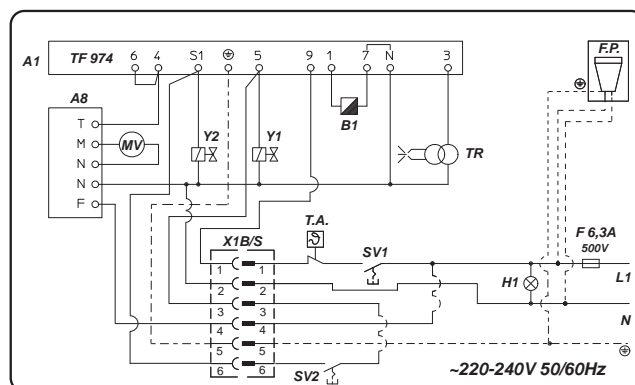 A1 TF 974 6 4 S1 5 9 1 7 N 3
F.P.
A8
T
M MV
N
N
F
Y2 Y1 B1 TR
T.A.
X1B/S SV1 F 6,3A
500V
1 1 L1
2 2 H1
3 3 N
4 4
5 5
6 6
SV2 ~220-240V 50/60Hz